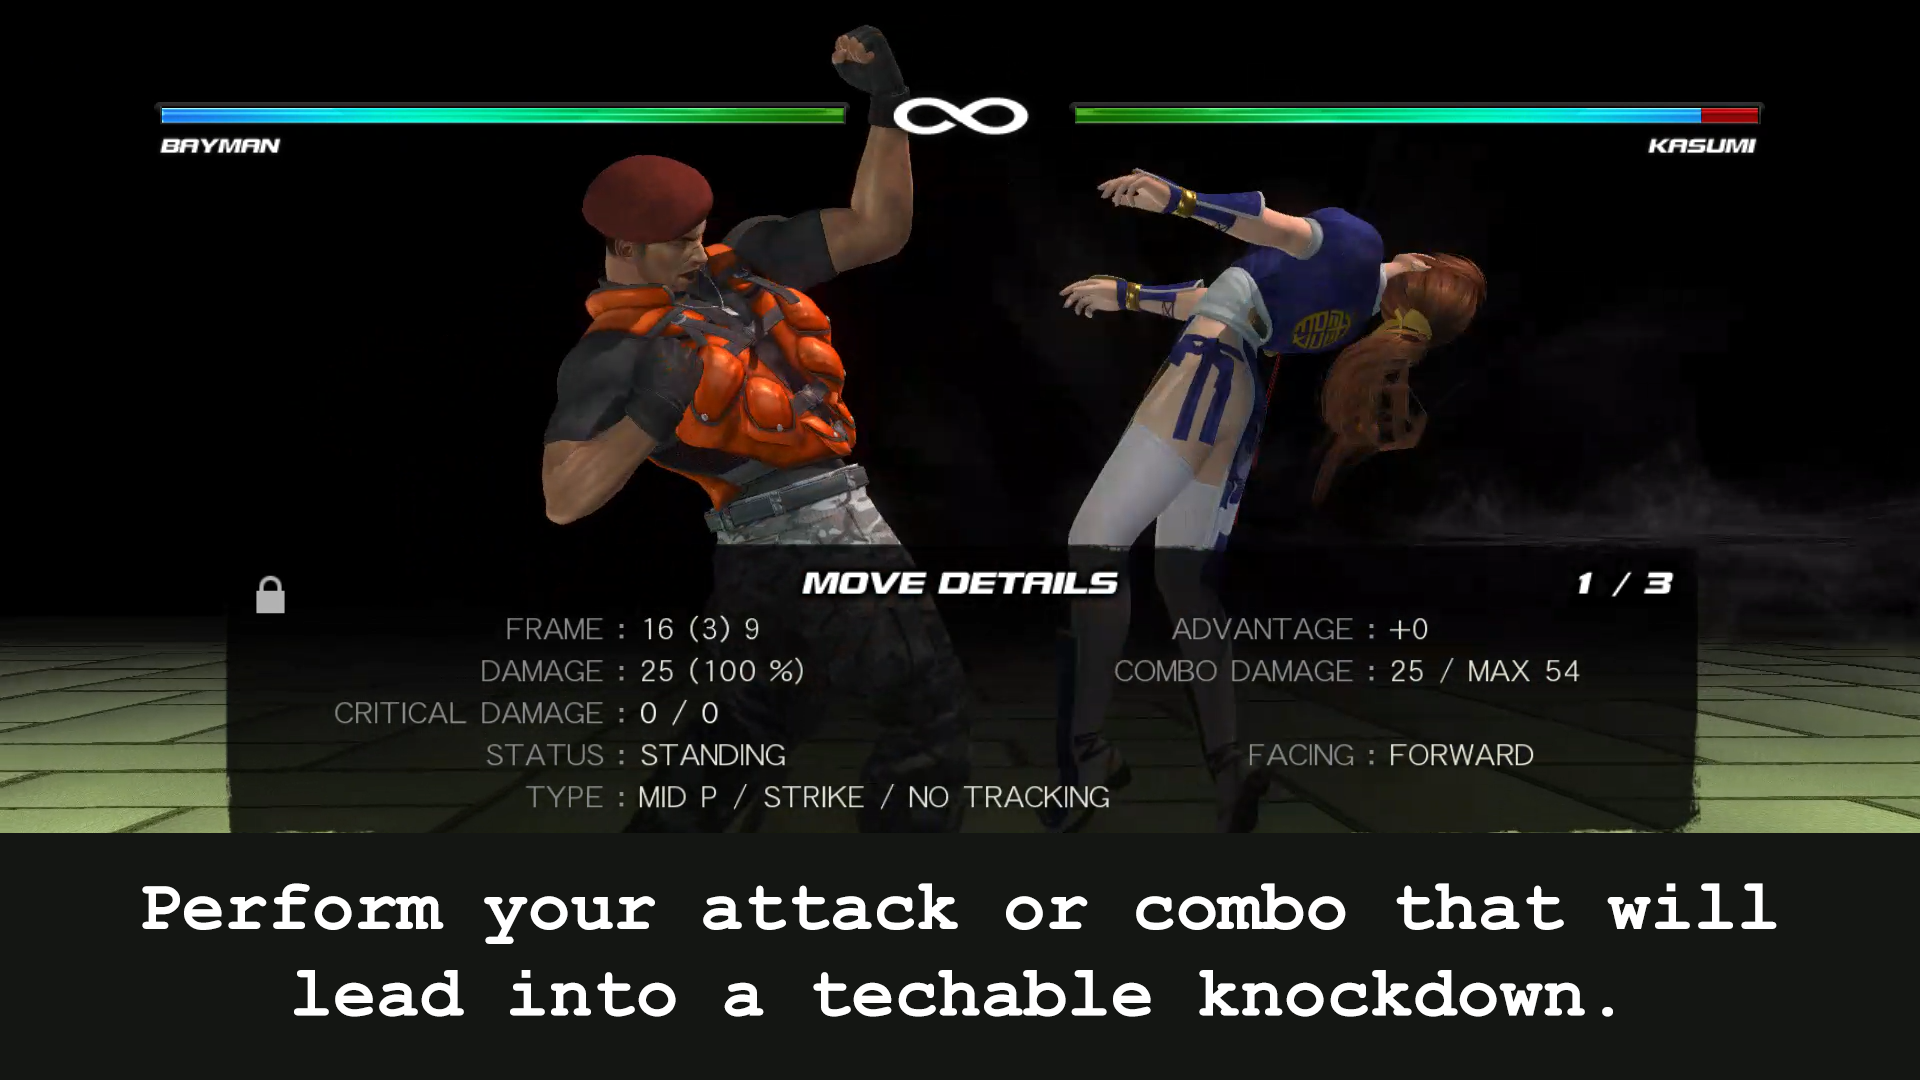 BAYMAN
KASUMI
MOVE DETAILS
1 / 3
FRAME : 16 (3) 9
ADVANTAGE : +0
DAMAGE : 25 (100 %)
COMBO DAMAGE : 25 / MAX 54
CRITICAL DAMAGE : 0 / 0
STATUS : STANDING
FACING : FORWARD
TYPE : MID P / STRIKE / NO TRACKING
Perform your attack or combo that will
lead into a techable knockdown.